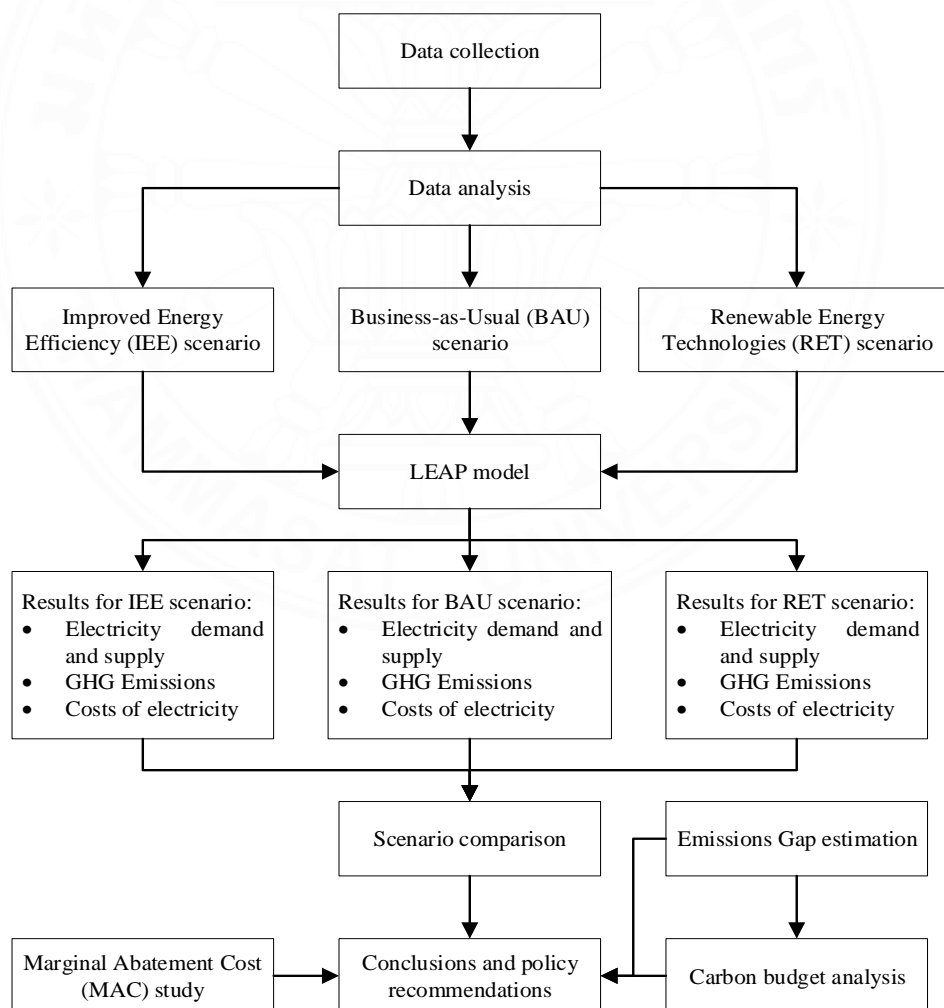 Data collection
Data analysis
Improved Energy
Efficiency (IEE) scenario
Business-as-Usual (BAU)
scenario
Renewable Energy
Technologies (RET) scenario
LEAP model
Results for IEE scenario:
• Electricity demand
and supply
• GHG Emissions
• Costs of electricity
Results for BAU scenario:
• Electricity demand and
supply
• GHG Emissions
• Costs of electricity
Results for RET scenario:
• Electricity demand
and supply
• GHG Emissions
• Costs of electricity
Scenario comparison
Emissions Gap estimation
Marginal Abatement Cost
(MAC) study
Conclusions and policy
recommendations
Carbon budget analysis
THAMMASAT UNIVERSITY